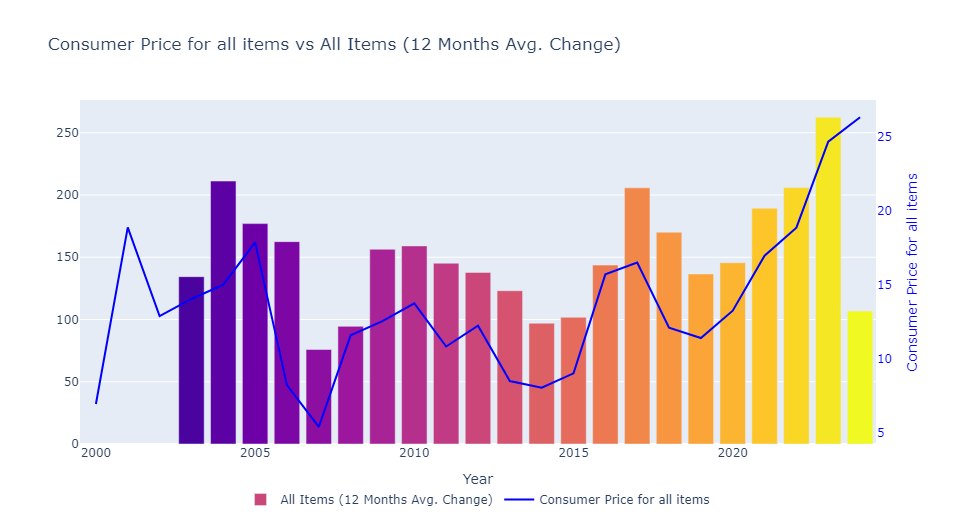 Consumer Price for all items vs All Items (12 Months Avg. Change)
250
200
150
100
50
0
25
20
15
10
5
Consumer Price for all items
2000 2005 2010 2015 2020
Year
All Items (12 Months Avg. Change) Consumer Price for all items